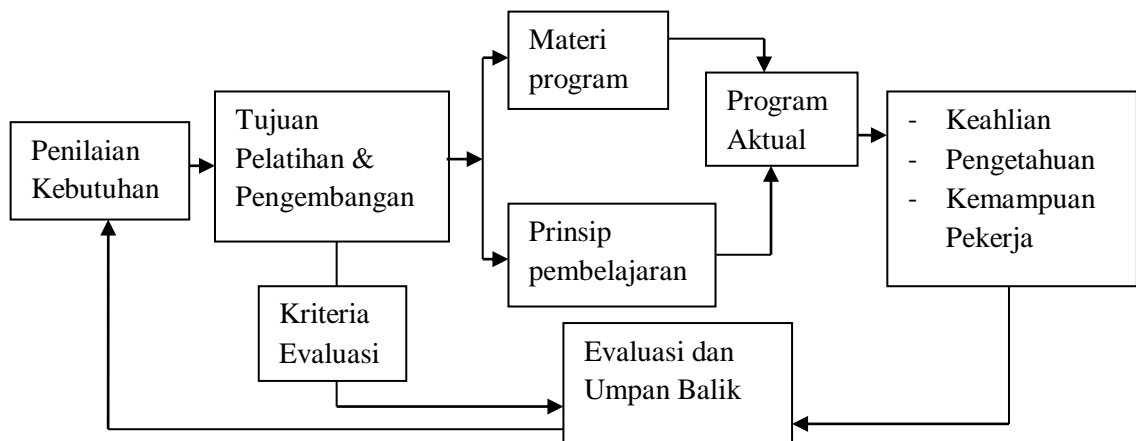 Penilaian
Kebutuhan
Tujuan
Pelatihan &
Pengembangan
Materi
program
Prinsip
pembelajaran
Program
Aktual
- Keahlian
- Pengetahuan
- Kemampuan
Pekerja
Kriteria
Evaluasi
Evaluasi dan
Umpan Balik